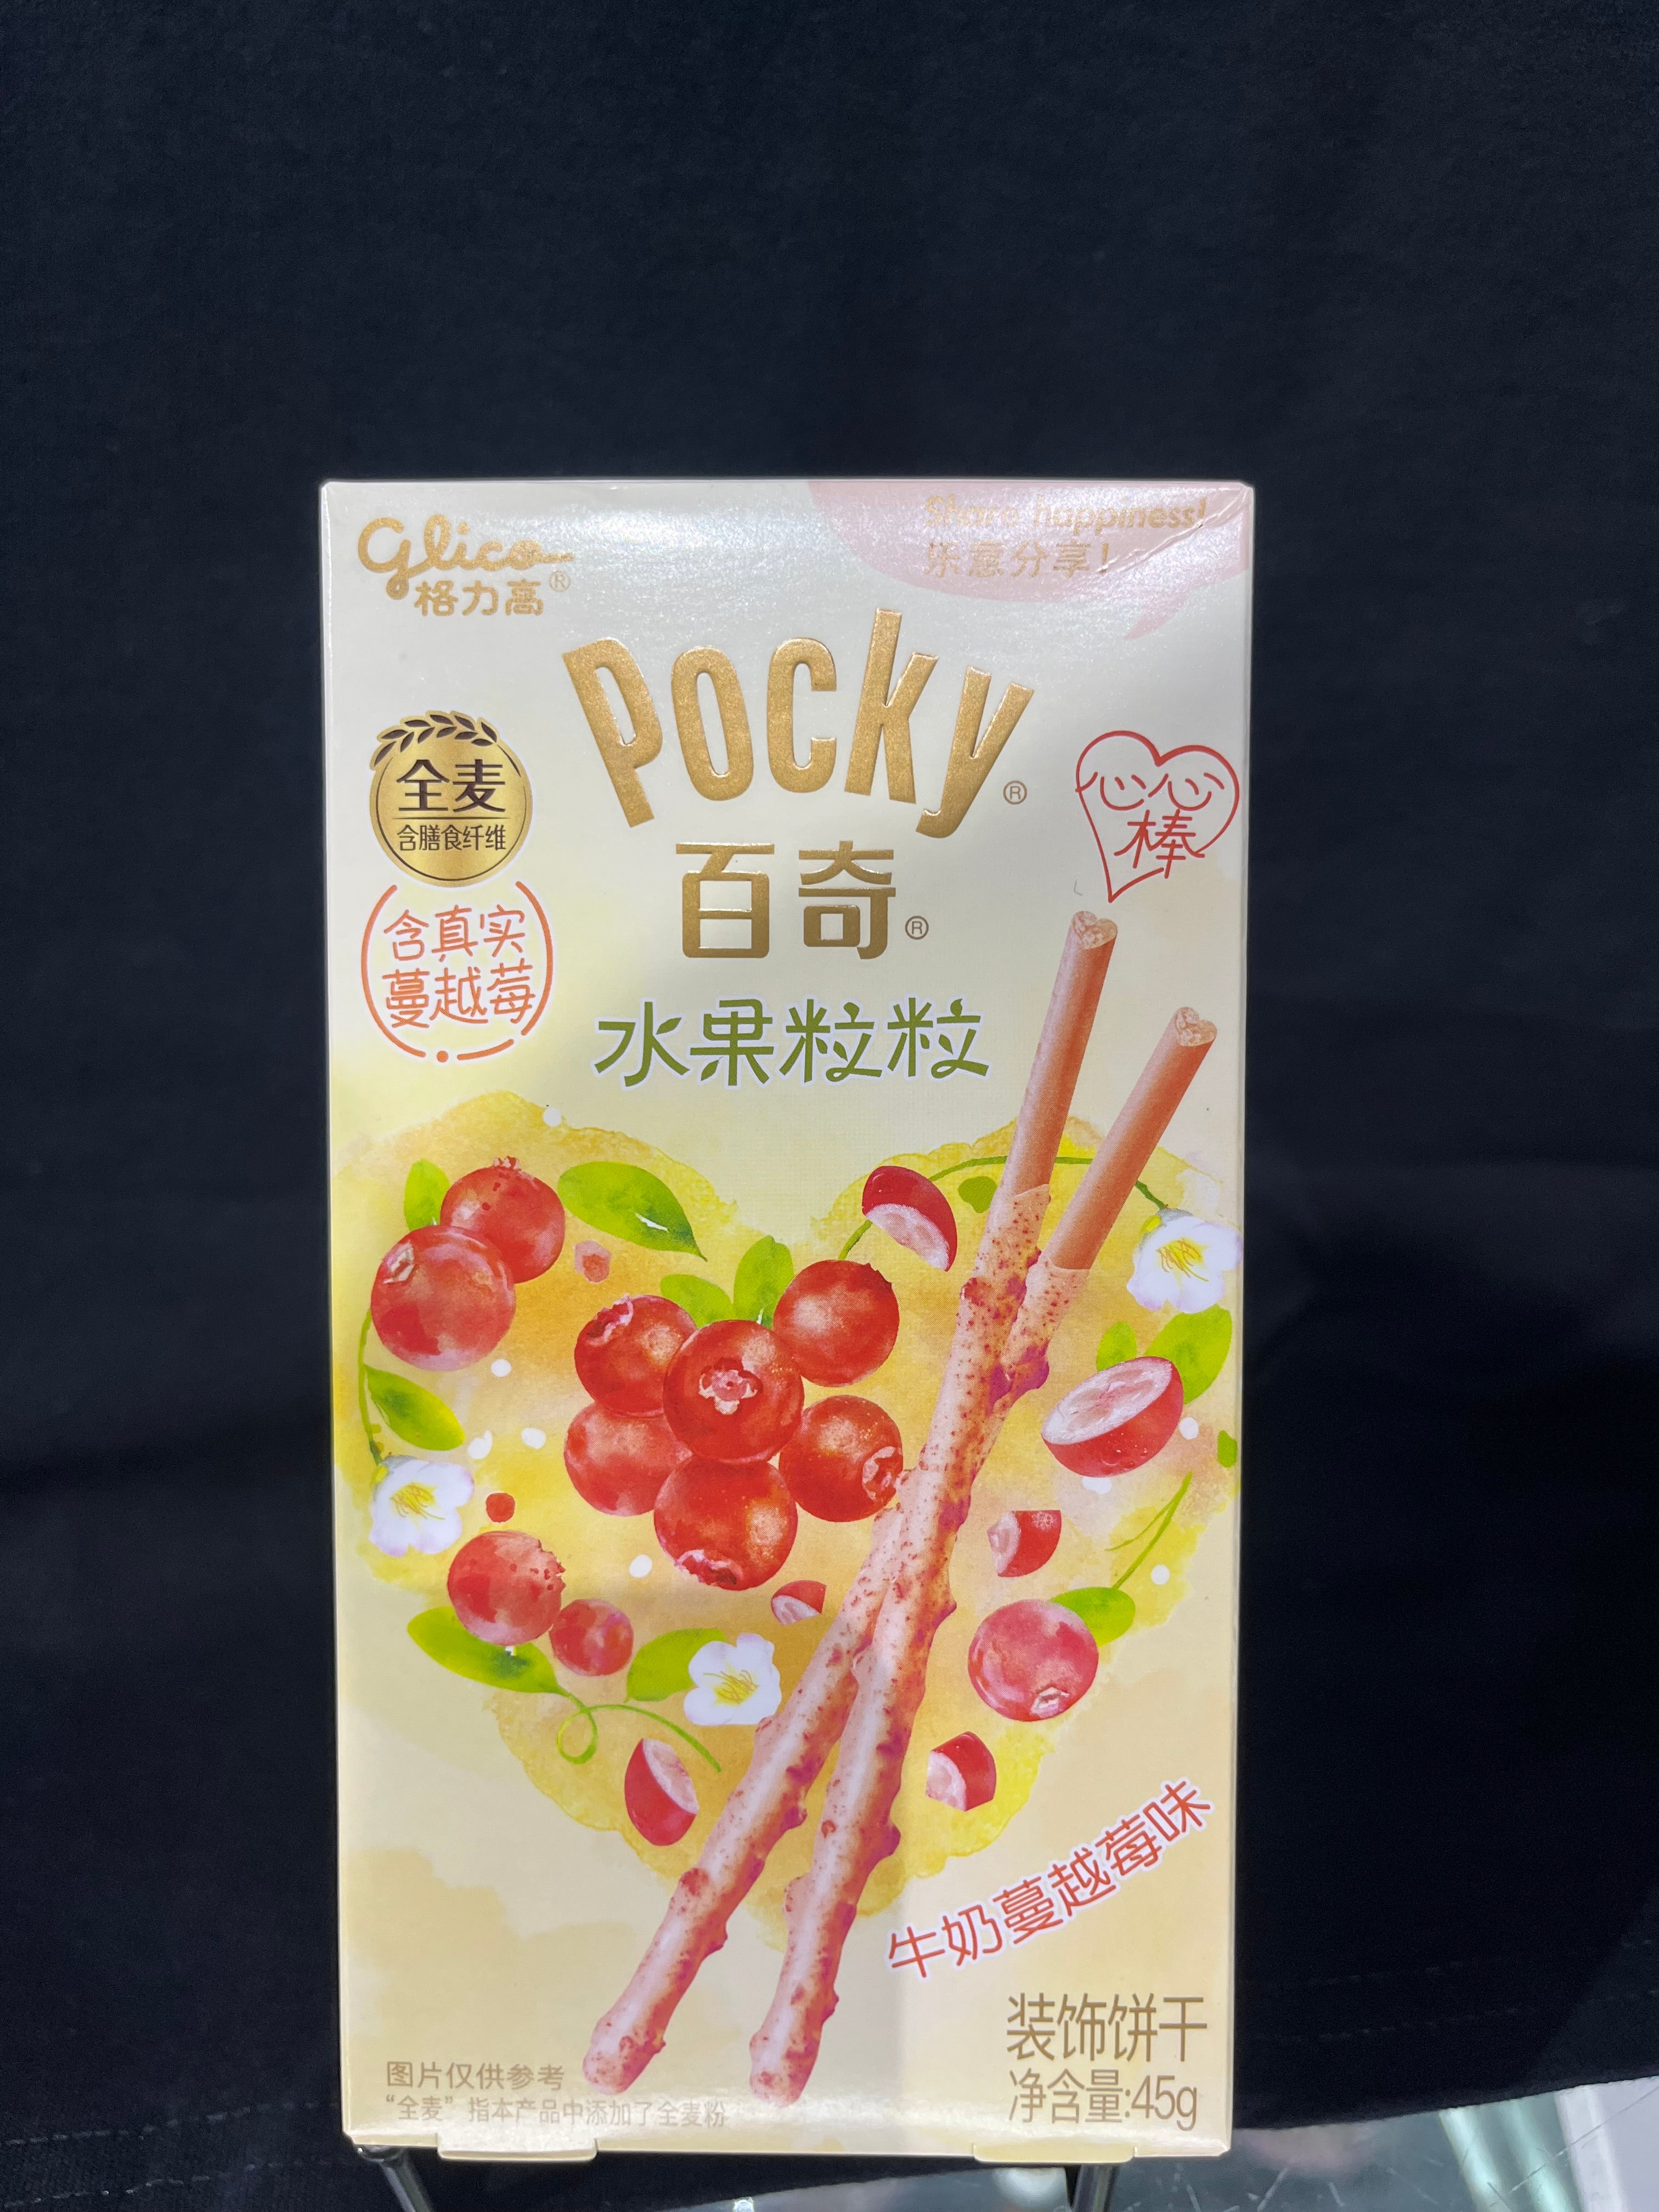 Glico
格力高®
Share happiness!
乐意分享!
Pocky®
百奇®
全麦
含膳食纤维
心心
棒
含真实
蔓越莓
水果粒粒
牛奶蔓越莓味
装饰饼干
净含量:45g
图片仅供参考
“全麦”指本产品中添加了全麦粉